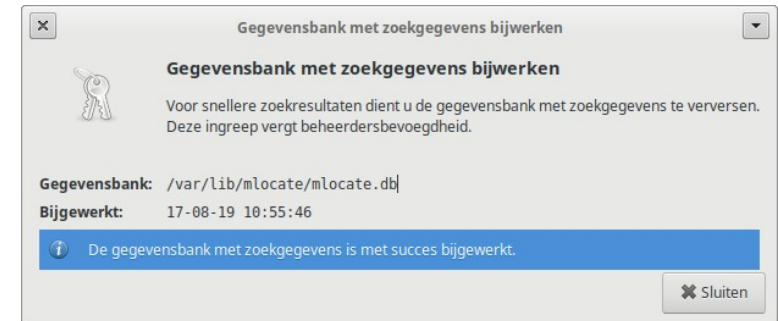 Gegevensbank met zoekgegevens bijwerken
Gegevensbank met zoekgegevens bijwerken
Voor snellere zoekresultaten dient u de gegevensbank met zoekgegevens te verversen.
Deze ingreep vergt beheerdersbevoegdheid.
Gegevensbank: /var/lib/mlocate/mlocate.db
Bijgewerkt: 17-08-19 10:55:46
De gegevensbank met zoekgegevens is met succes bijgewerkt.
Sluiten